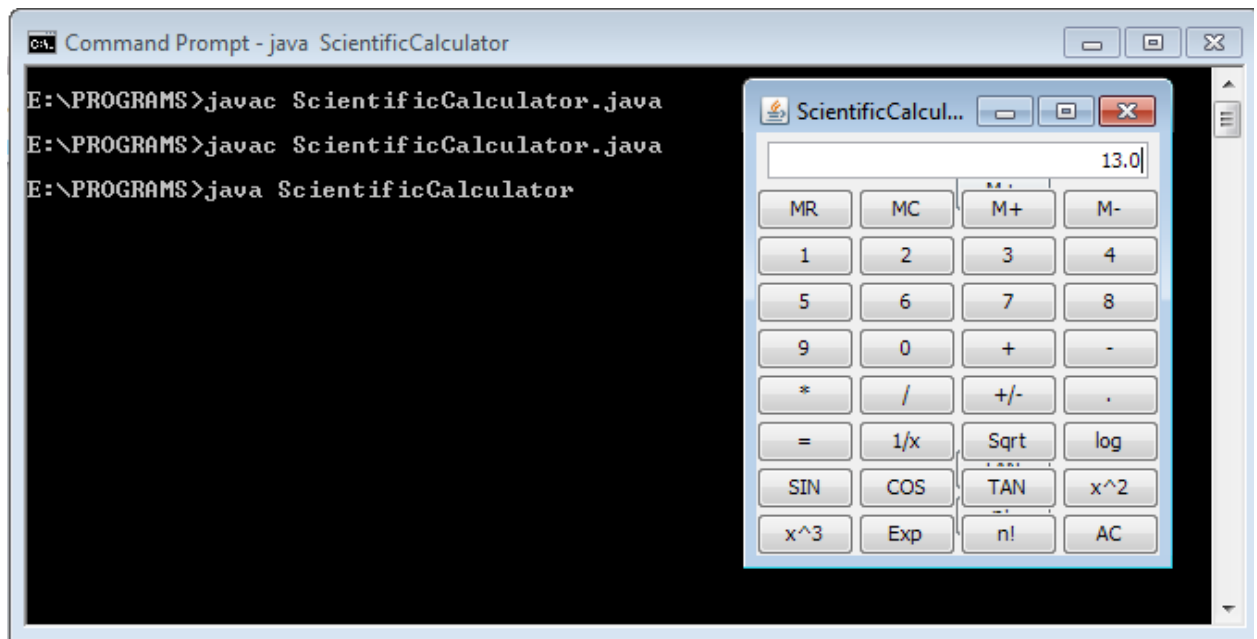 Command Prompt - java ScientificCalculator
E:\PROGRAMS>javac ScientificCalculator.java
E:\PROGRAMS>javac ScientificCalculator.java
E:\PROGRAMS>java ScientificCalculator
ScientificCalcul...
13.0
MR MC M+ M-
1 2 3 4
5 6 7 8
9 0 + -
* / +/- .
= 1/x Sqrt log
SIN COS TAN x^2
x^3 Exp n! AC